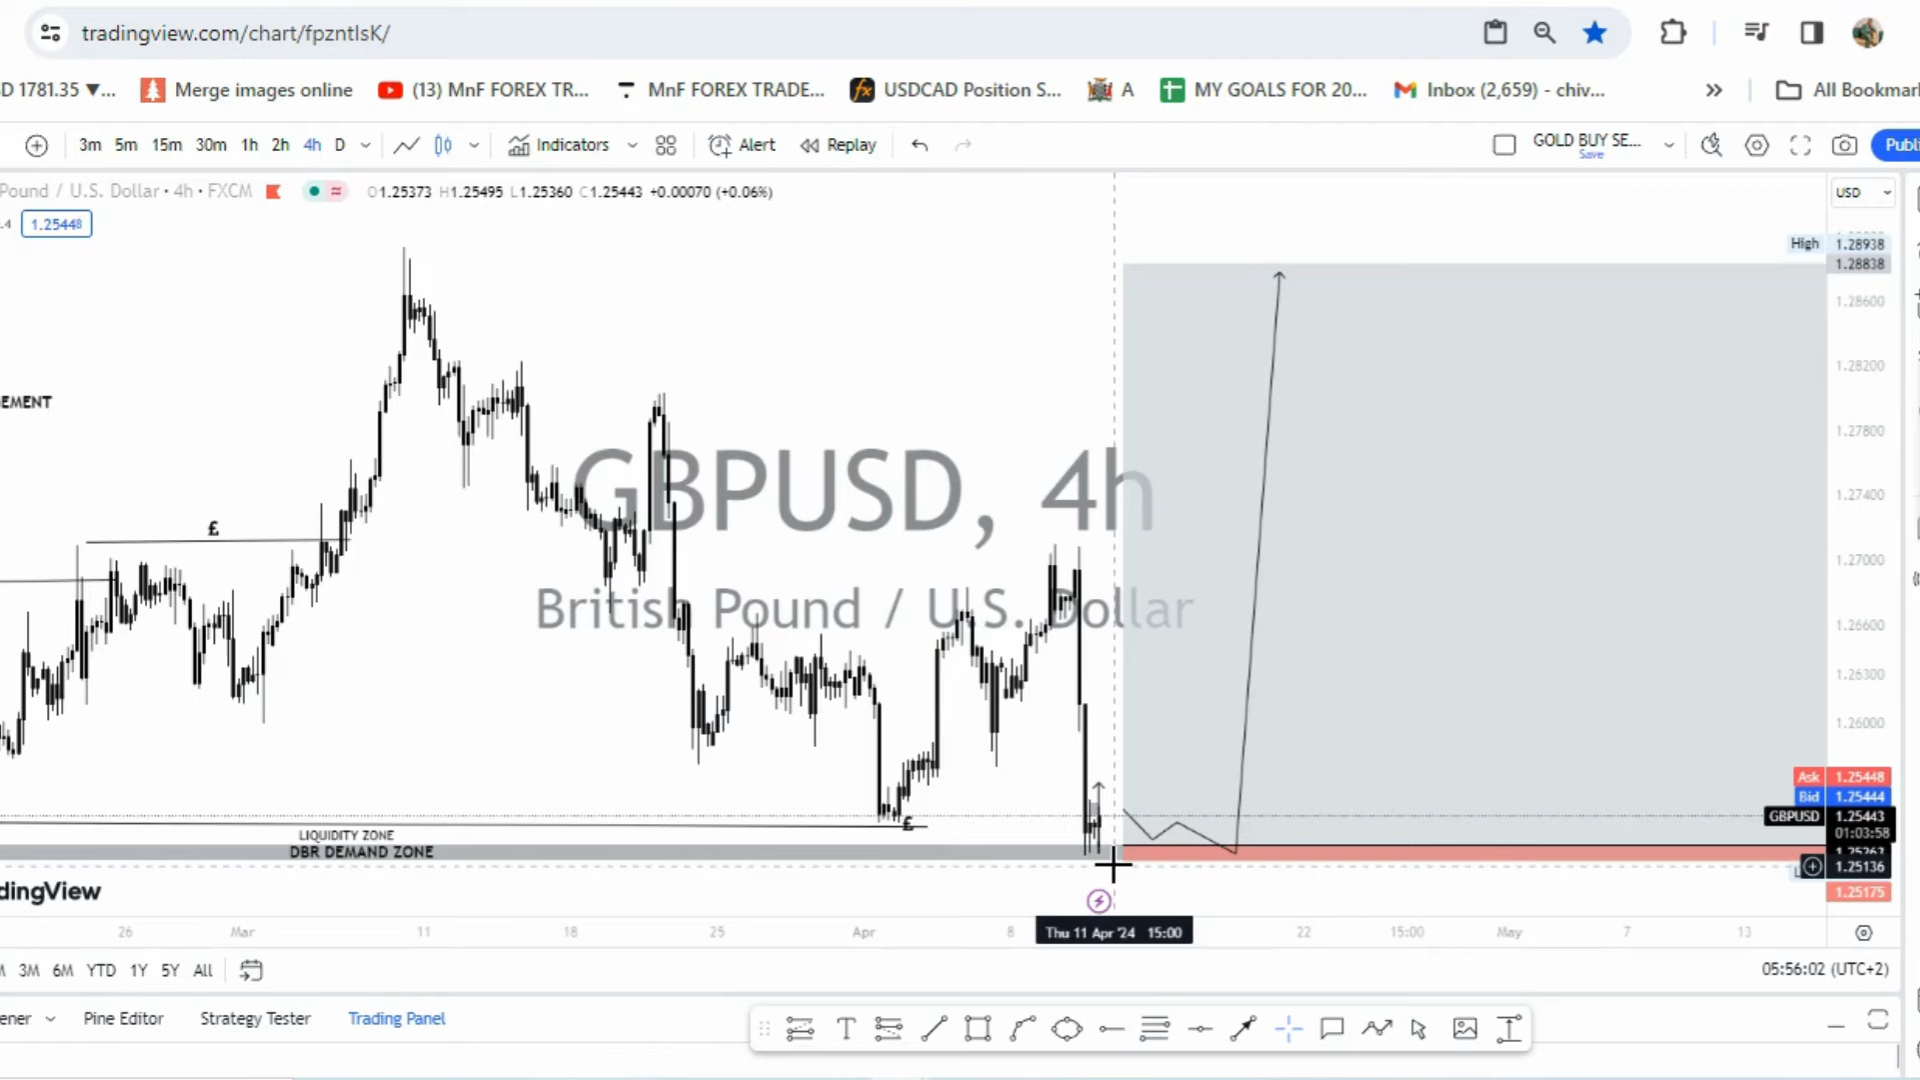 tradingview.com/chart/fpzntlsK/
D 1781.35 ▼...
Merge images online
(13) MnF FOREX TR...
MnF FOREX TRADE...
USDCAD Position S...
A
MY GOALS FOR 20...
Inbox (2,659) - chiv...
»
All Bookmar
3m 5m 15m 30m 1h 2h 4h D
Indicators
Alert
Replay
GOLD BUY SE...
Save
Publi
Pound / U.S. Dollar · 4h · FXCM
O1.25373 H1.25495 L1.25360 C1.25443 +0.00070 (+0.06%)
USD
.4
1.25448
High 1.28938
1.28838
1.28600
1.28200
EMENT
1.27800
GBPUSD, 4h
1.27400
£
1.27000
British Pound / U.S. Dollar
1.26600
1.26300
1.26000
Ask 1.25448
Bid 1.25444
GBPUSD 1.25443
01:03:58
£
LIQUIDITY ZONE
DBR DEMAND ZONE
1.25136
1.25175
dingView
26 Mar 11 18 25 Apr 8 Thu 11 Apr '24 15:00 22 15:00 May 7 13
3M 6M YTD 1Y 5Y All
05:56:02 (UTC+2)
ener
Pine Editor
Strategy Tester
Trading Panel